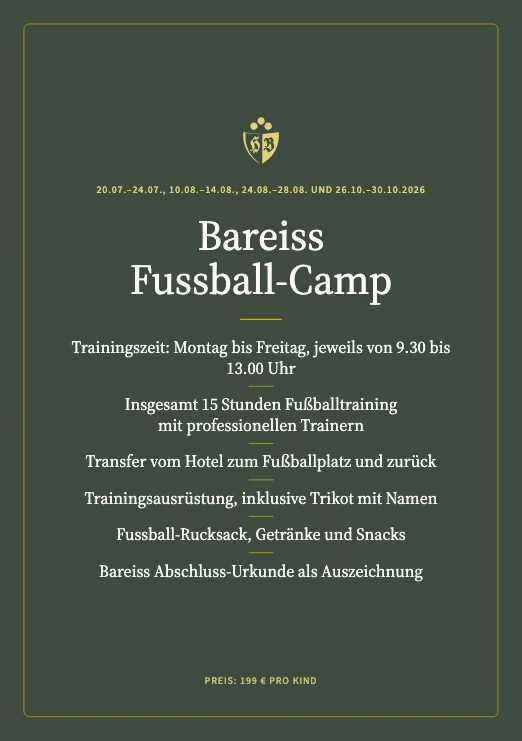 HB
20.07.–24.07., 10.08.–14.08., 24.08.–28.08. UND 26.10.–30.10.2026
Bareiss
Fussball-Camp
Trainingszeit: Montag bis Freitag, jeweils von 9.30 bis
13.00 Uhr
Insgesamt 15 Stunden Fußballtraining
mit professionellen Trainern
Transfer vom Hotel zum Fußballplatz und zurück
Trainingsausrüstung, inklusive Trikot mit Namen
Fussball-Rucksack, Getränke und Snacks
Bareiss Abschluss-Urkunde als Auszeichnung
PREIS: 199 € PRO KIND